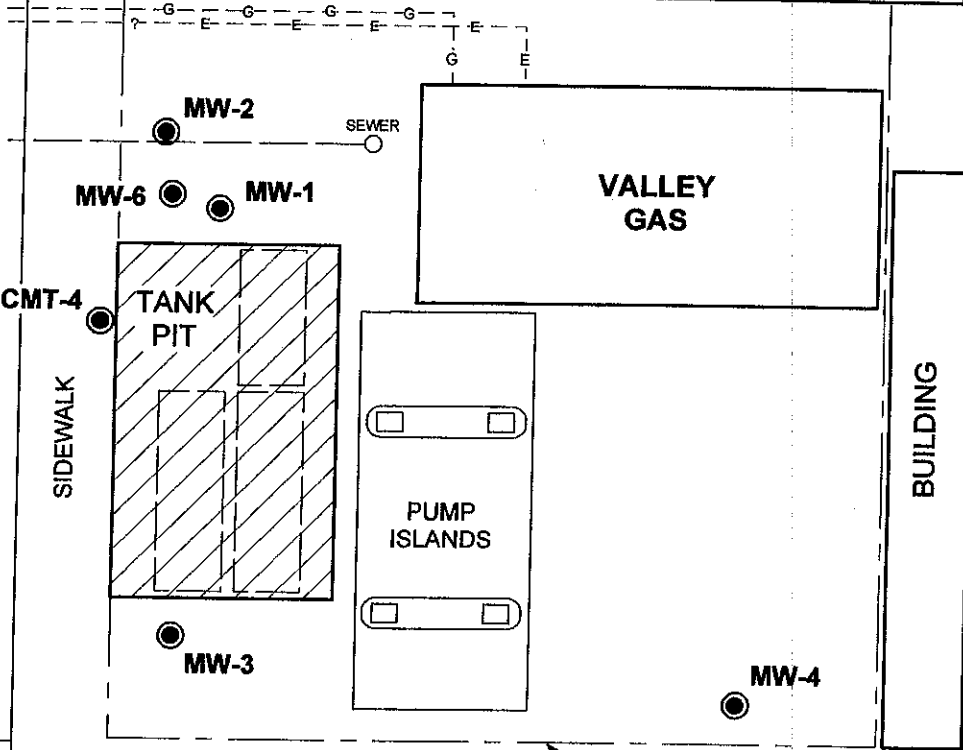 G G G G
? E E E E
G E
MW-2
SEWER
MW-6
MW-1
VALLEY
GAS
CMT-4
TANK
PIT
SIDEWALK
BUILDING
PUMP
ISLANDS
MW-3
MW-4